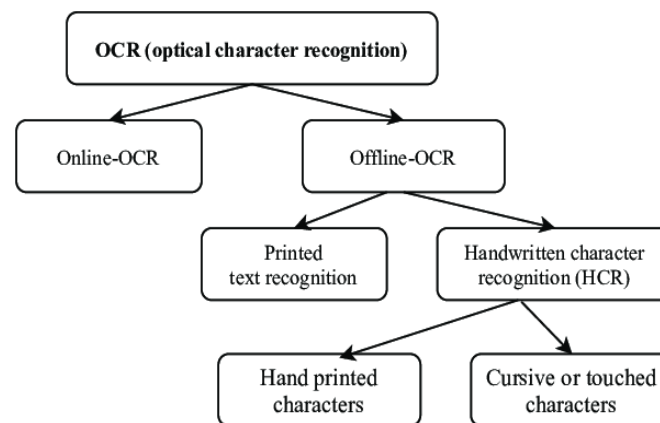 OCR (optical character recognition)
Online-OCR
Offline-OCR
Printed
text recognition
Handwritten character
recognition (HCR)
Hand printed
characters
Cursive or touched
characters